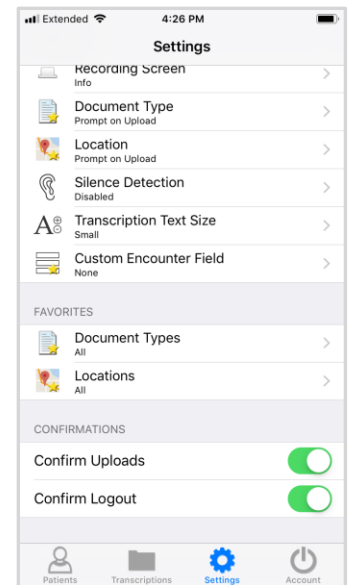 Extended 4:26 PM
Settings
Recording Screen
Info
Document Type
Prompt on Upload
Location
Prompt on Upload
Silence Detection
Disabled
A Transcription Text Size
Small
Custom Encounter Field
None
FAVORITES
Document Types
All
Locations
All
CONFIRMATIONS
Confirm Uploads
Confirm Logout
Patients Transcriptions Settings Account